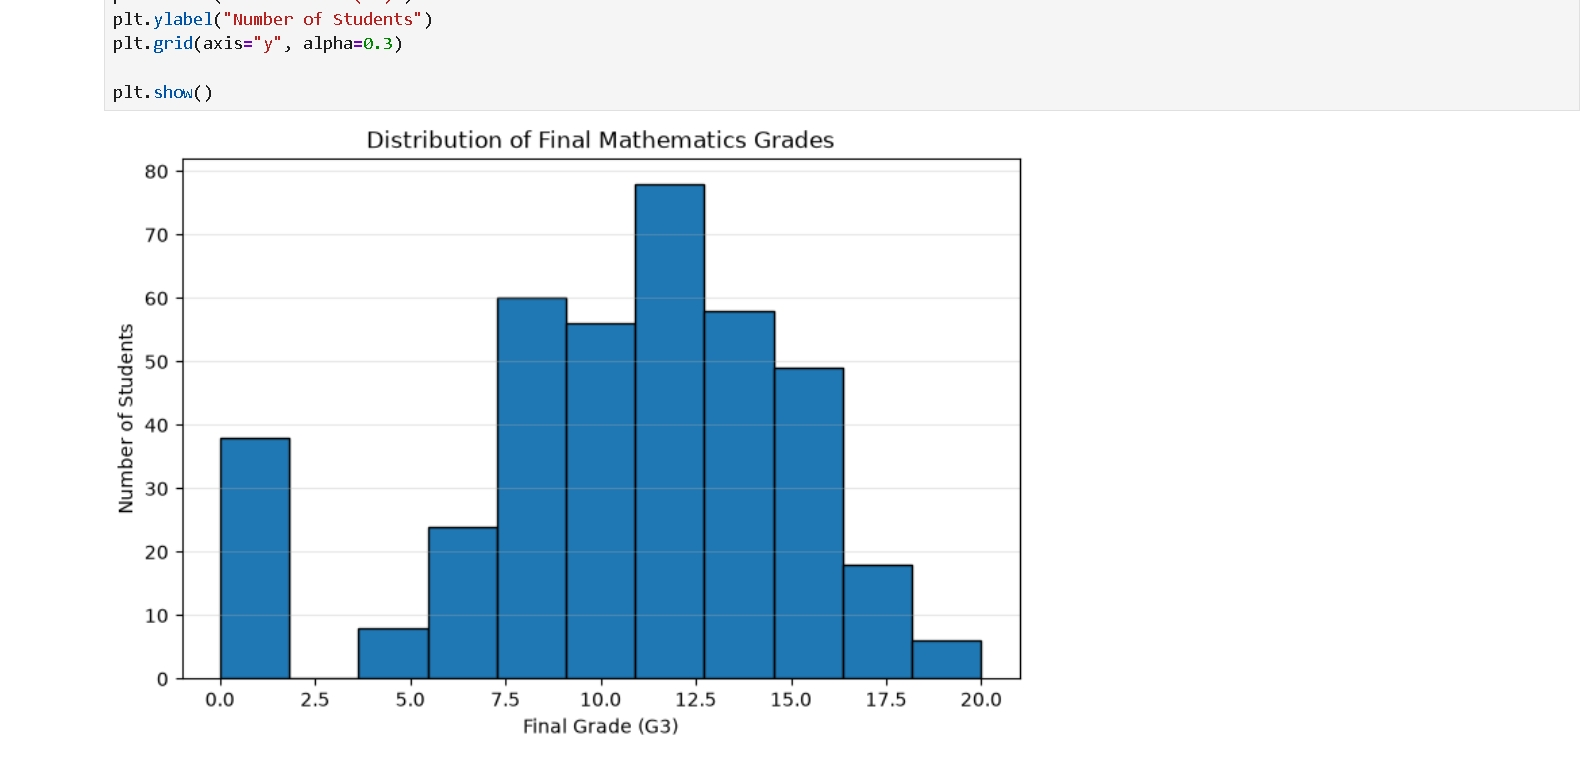 plt.ylabel("Number of Students")
plt.grid(axis="y", alpha=0.3)
plt.show()
Distribution of Final Mathematics Grades
80
70
60
50
40
30
20
10
0
Number of Students
0.0 2.5 5.0 7.5 10.0 12.5 15.0 17.5 20.0
Final Grade (G3)